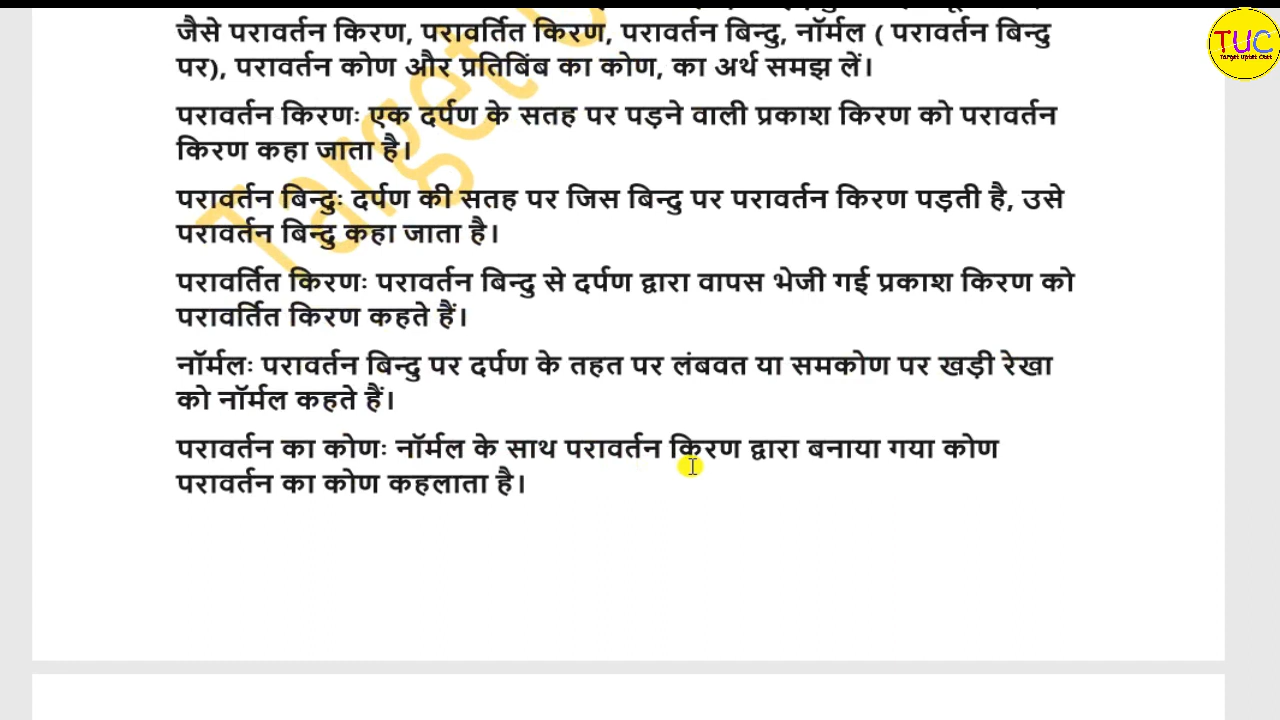 जैसे परावर्तन किरण, परावर्तित किरण, परावर्तन बिन्दु, नॉर्मल ( परावर्तन बिन्दु
पर), परावर्तन कोण और प्रतिबिंब का कोण, का अर्थ समझ लें।
परावर्तन किरणः एक दर्पण के सतह पर पड़ने वाली प्रकाश किरण को परावर्तन
किरण कहा जाता है।
परावर्तन बिन्दुः दर्पण की सतह पर जिस बिन्दु पर परावर्तन किरण पड़ती है, उसे
परावर्तन बिन्दु कहा जाता है।
परावर्तित किरणः परावर्तन बिन्दु से दर्पण द्वारा वापस भेजी गई प्रकाश किरण को
परावर्तित किरण कहते हैं।
नॉर्मलः परावर्तन बिन्दु पर दर्पण के तहत पर लंबवत या समकोण पर खड़ी रेखा
को नॉर्मल कहते हैं।
परावर्तन का कोणः नॉर्मल के साथ परावर्तन किरण द्वारा बनाया गया कोण
परावर्तन का कोण कहलाता है।
TUC
Target Uptet Ctet
Target